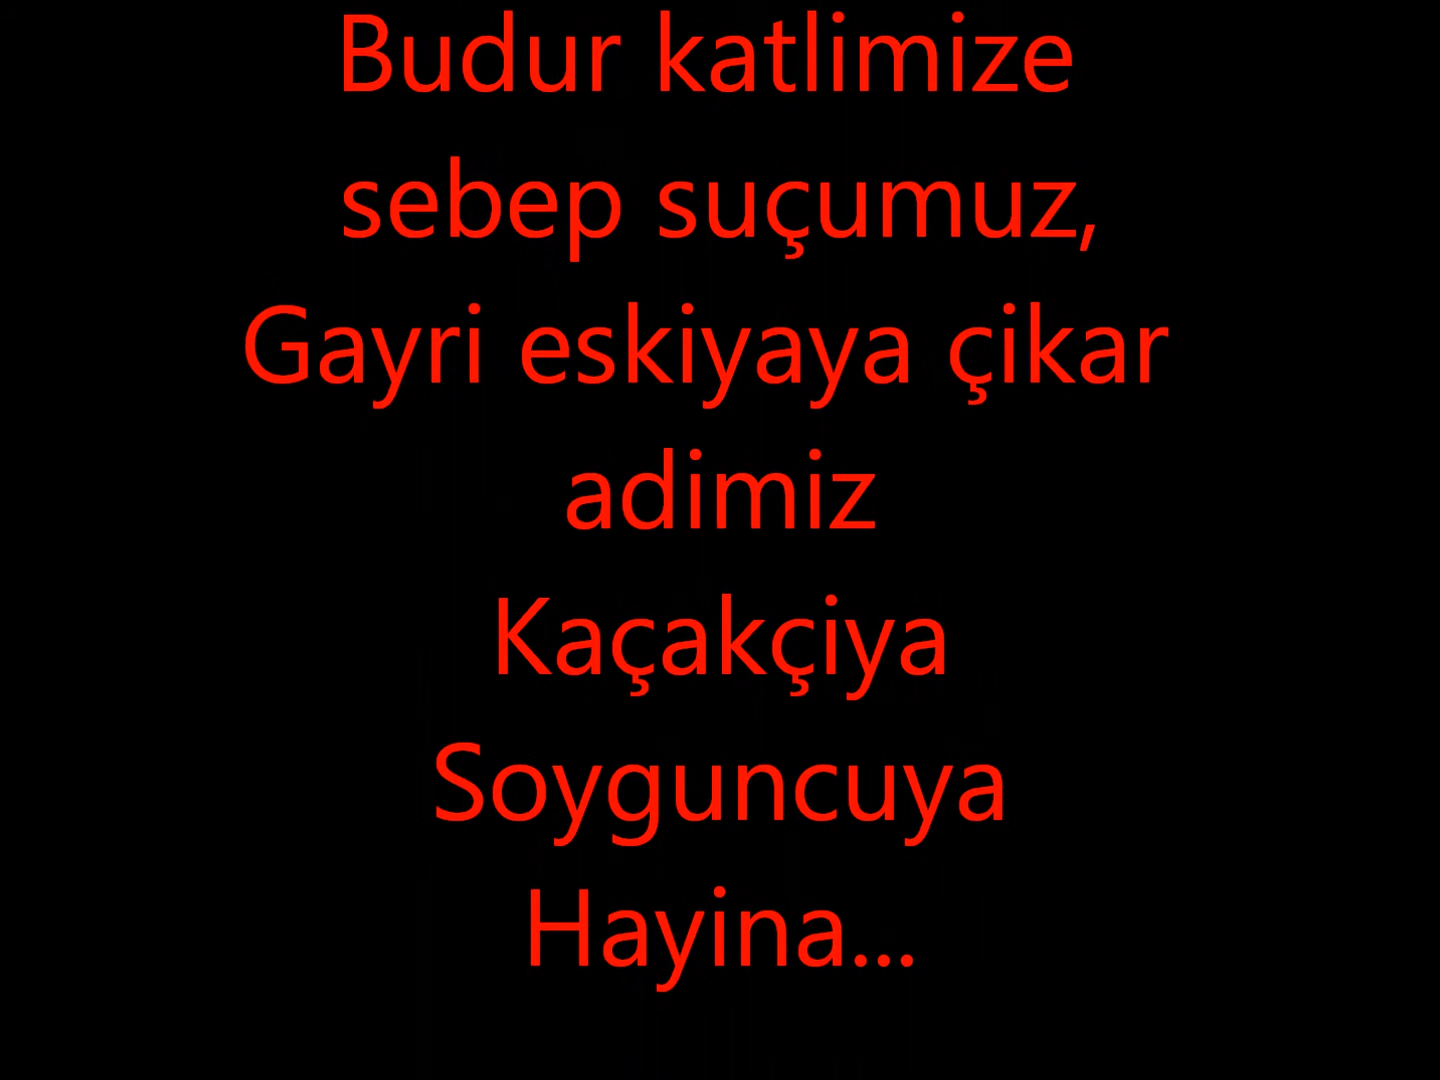 Budur katlimize
sebep suçumuz,
Gayri eskiyaya çikar
adimiz
Kaçakçiya
Soyguncuya
Hayina...